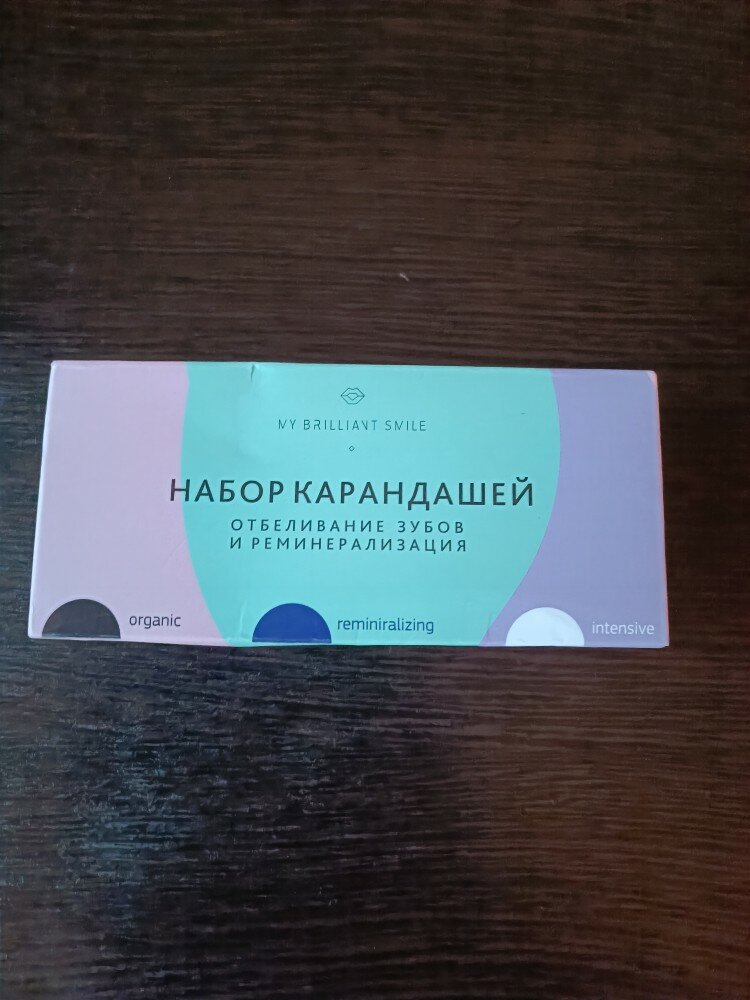 MY BRILLIANT SMILE
НАБОР КАРАНДАШЕЙ
ОТБЕЛИВАНИЕ ЗУБОВ
И РЕМИНЕРАЛИЗАЦИЯ
organic
reminiralizing
intensive